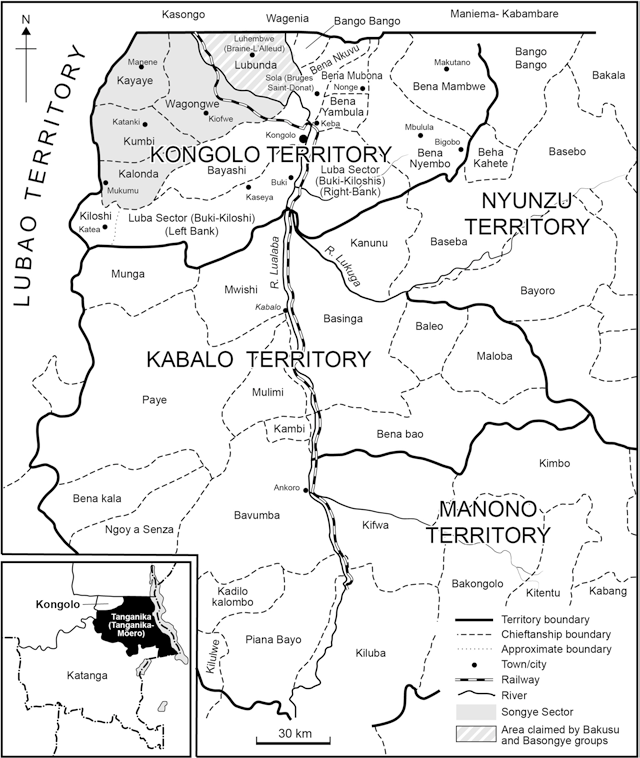 Kasongo
Wagenia
Bango Bango
Maniema- Kabambare
N
Luhembwe
(Braine-L'Alleud)
Lubunda
Bena Nkuvu
Bango
Bango
Bakala
Manene
Kayaye
Sola (Bruges
Saint-Donat)
Bena Mubona
Nonge
Makutano
Bena Mambwe
Wagongwe
Kiofwe
Bena
Yambula
Katanki
Kumbi
Kongolo
Keba
Mbulula
Bigobo
Bena
Nyembo
Beha
Kahete
Basebo
LUBAO TERRITORY
KONGOLO TERRITORY
Kalonda
Mukumu
Bayashi
Kaseya
Buki
Luba Sector
(Buki-Kiloshis)
(Right-Bank)
NYUNZU
TERRITORY
Kiloshi
Katea
Luba Sector (Buki-Kiloshi)
(Left Bank)
Kanunu
Baseba
R. Lualaba
R. Lukuga
Munga
Mwishi
Bayoro
Kabalo
Basinga
Baleo
Maloba
KABALO TERRITORY
Paye
Mulimi
Kambi
Bena bao
Kimbo
Ankoro
Bena kala
Bavumba
Kifwa
MANONO
TERRITORY
Ngoy a Senza
Kadilo
kalombo
Bakongolo
Kitentu
Kabang
Kilulwe
Piana Bayo
Kiluba
Kongolo
Tanganika
(Tanganika-
Moero)
Katanga
Territory boundary
Chieftanship boundary
Approximate boundary
Town/city
Railway
River
Songye Sector
Area claimed by Bakusu
and Basongye groups
30 km